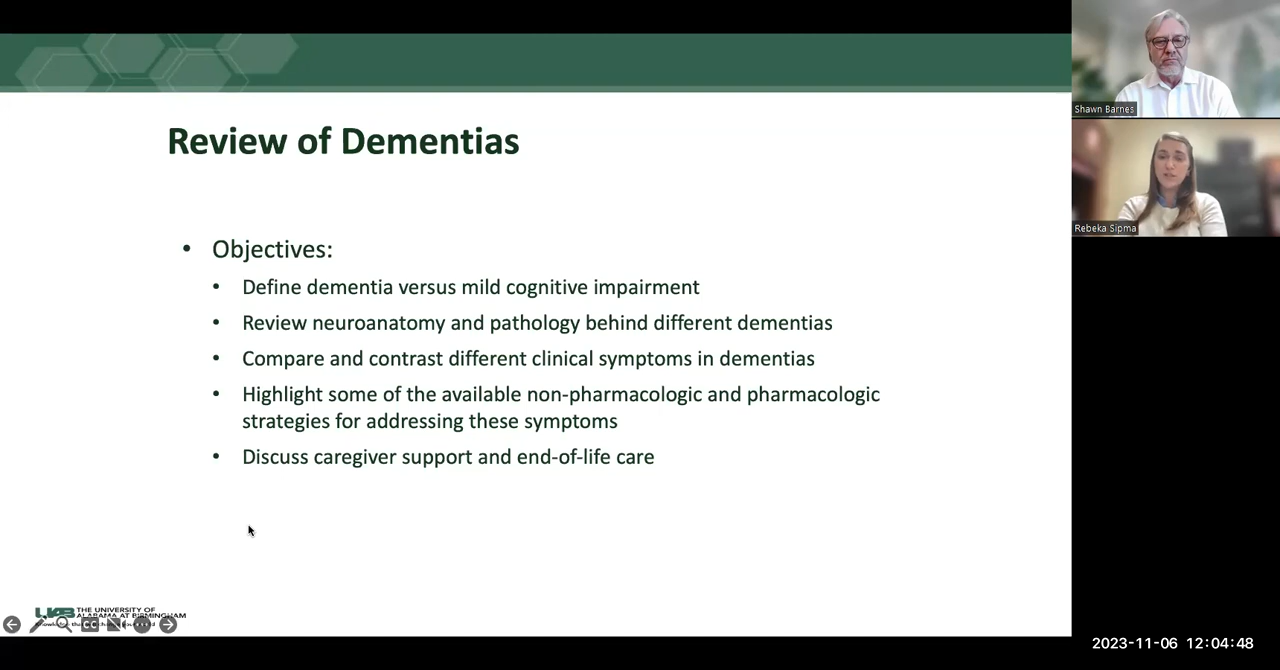 Review of Dementias
• Objectives:
• Define dementia versus mild cognitive impairment
• Review neuroanatomy and pathology behind different dementias
• Compare and contrast different clinical symptoms in dementias
• Highlight some of the available non-pharmacologic and pharmacologic
strategies for addressing these symptoms
• Discuss caregiver support and end-of-life care
UAB THE UNIVERSITY OF
ALABAMA AT BIRMINGHAM
Shawn Barnes
Rebeka Sipma
2023-11-06 12:04:48